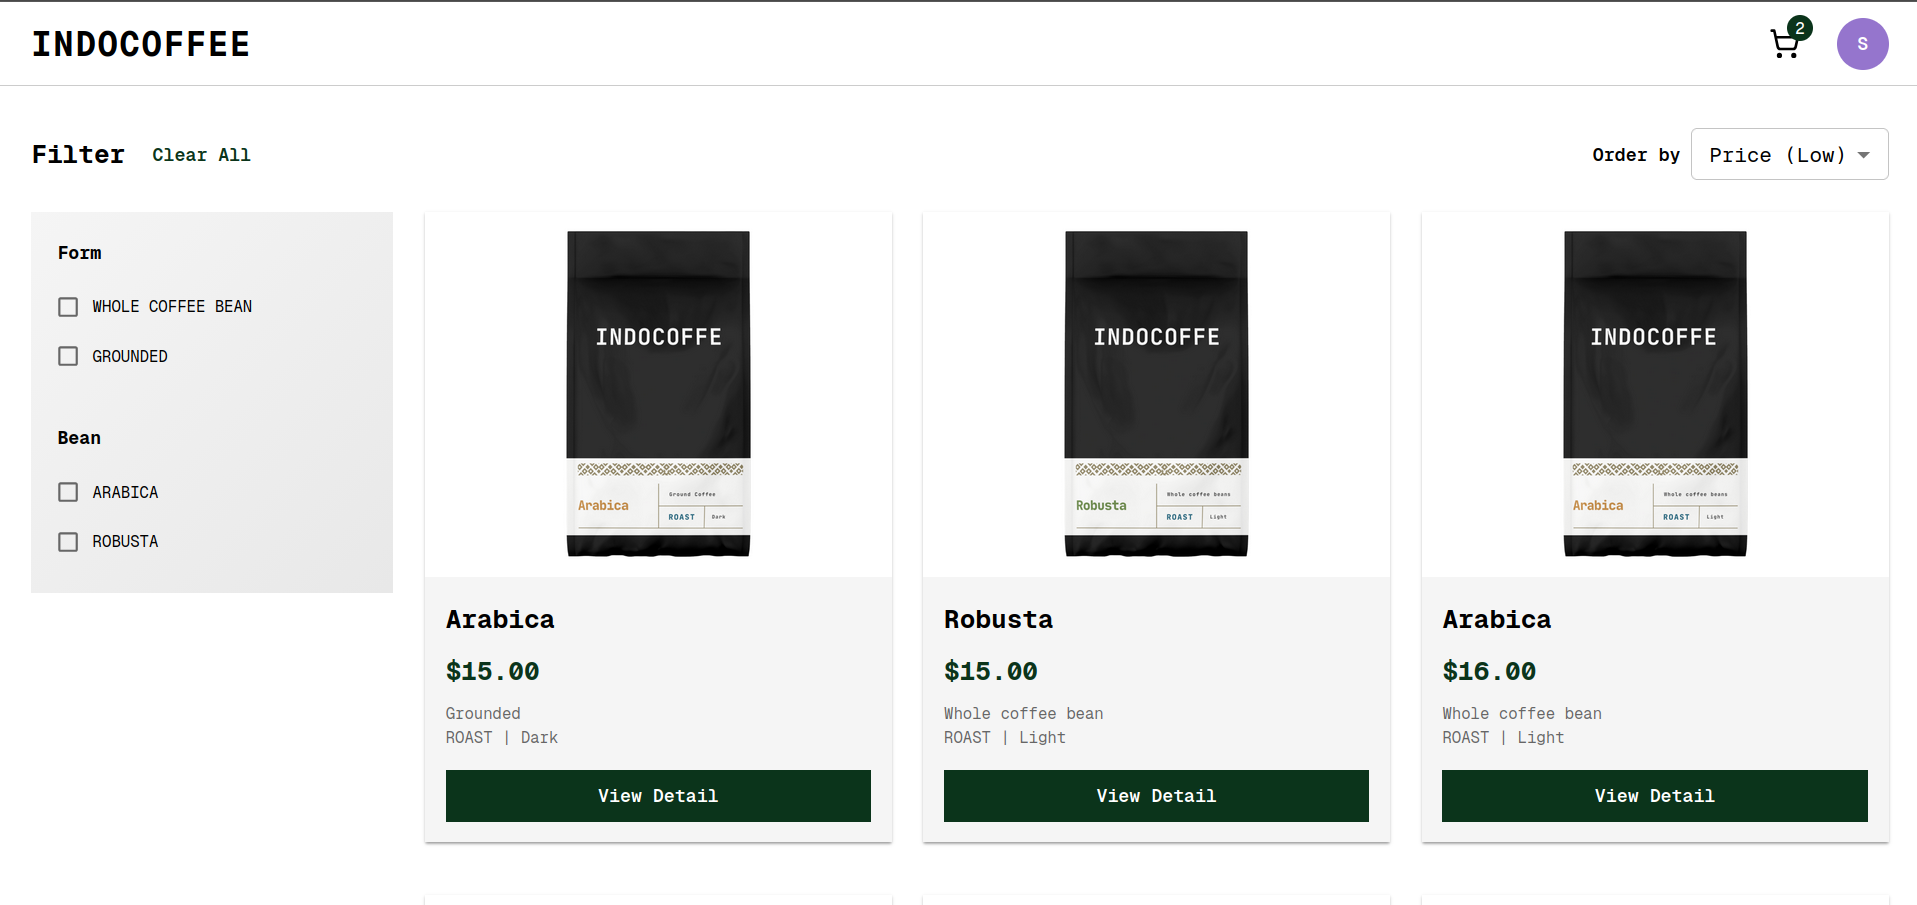 INDOCOFFEE
2
S
Filter
Clear All
Order by
Price (Low)
Form
WHOLE COFFEE BEAN
GROUNDED
Bean
ARABICA
ROBUSTA
INDOCOFFE
Arabica
Ground Coffee
ROAST
Dark
Arabica
$15.00
Grounded
ROAST | Dark
View Detail
INDOCOFFE
Robusta
Whole coffee beans
ROAST
Light
Robusta
$15.00
Whole coffee bean
ROAST | Light
View Detail
INDOCOFFE
Arabica
Whole coffee beans
ROAST
Light
Arabica
$16.00
Whole coffee bean
ROAST | Light
View Detail